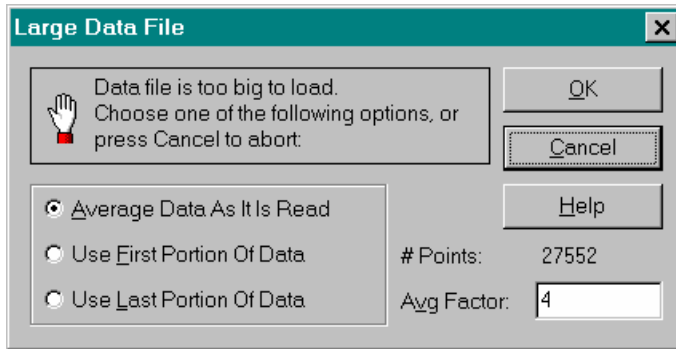 Large Data File
Data file is too big to load.
Choose one of the following options, or
press Cancel to abort:
OK
Cancel
Help
Average Data As It Is Read
Use First Portion Of Data
Use Last Portion Of Data
# Points: 27552
Avg Factor: 4